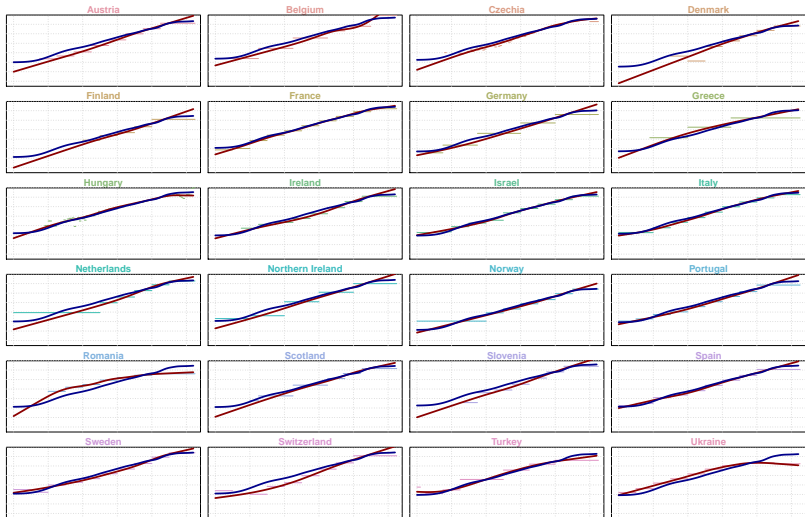 Austria
Belgium
Czechia
Denmark
Finland
France
Germany
Greece
Hungary
Ireland
Israel
Italy
Netherlands
Northern Ireland
Norway
Portugal
Romania
Scotland
Slovenia
Spain
Sweden
Switzerland
Turkey
Ukraine